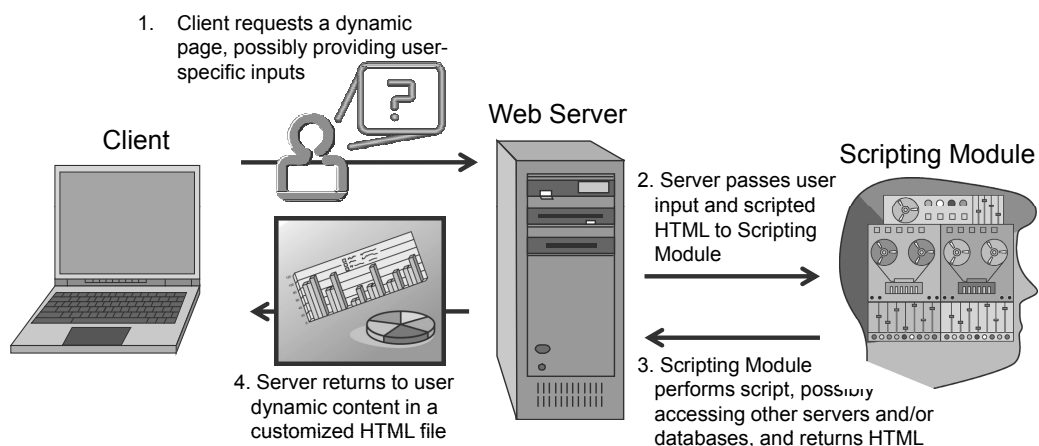 1. Client requests a dynamic
page, possibly providing user-
specific inputs
?
Client
Web Server
Scripting Module
2. Server passes user
input and scripted
HTML to Scripting
Module
3. Scripting Module
performs script, possibly
accessing other servers and/or
databases, and returns HTML
4. Server returns to user
dynamic content in a
customized HTML file